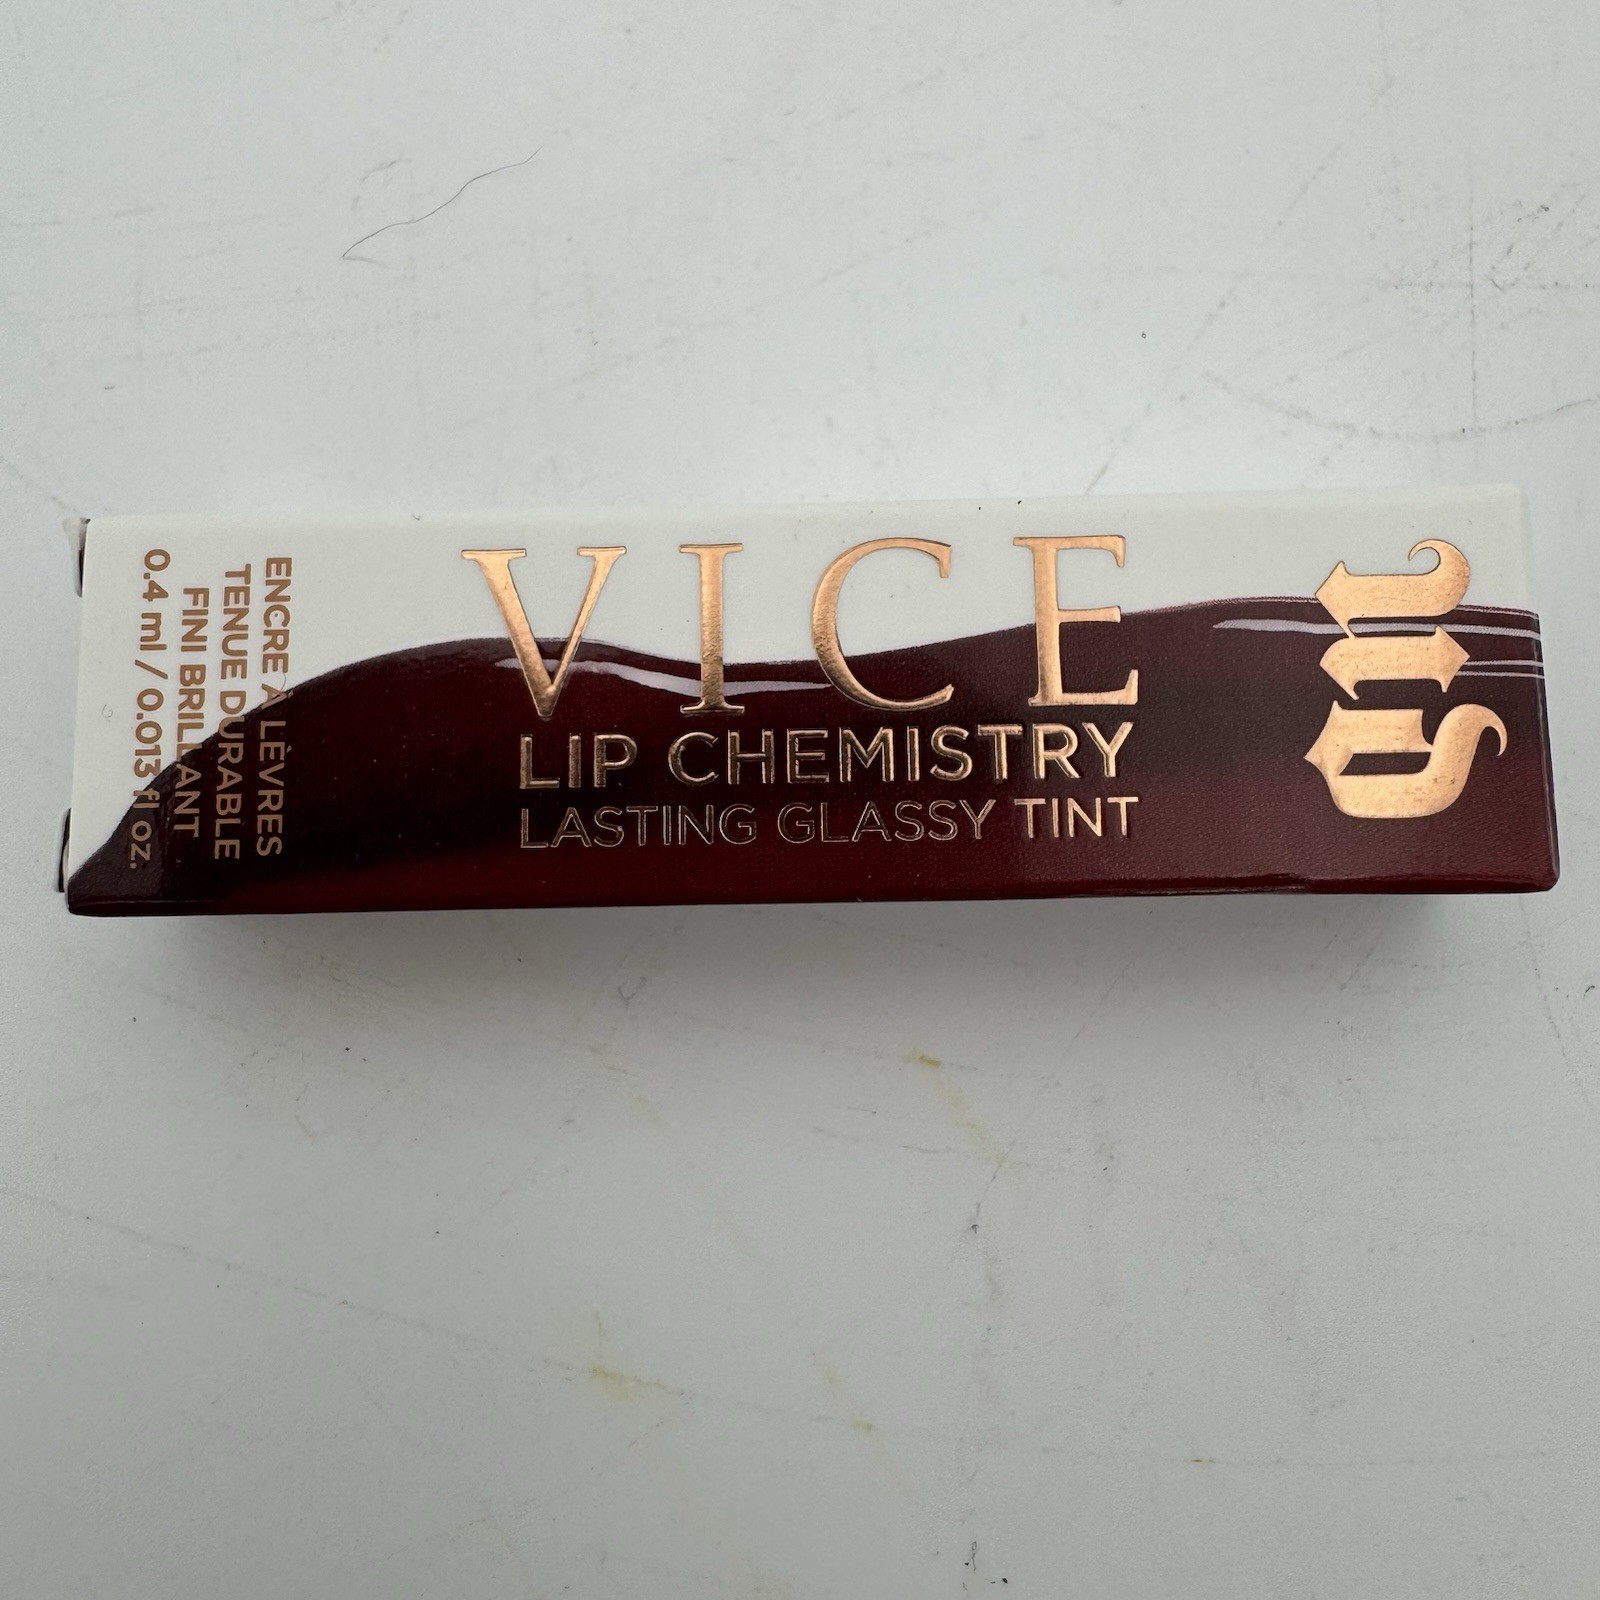 VICE
LIP CHEMISTRY
LASTING GLASSY TINT
UD
ENCRE À LÈVRES
TENUE DURABLE
FINI BRILLANT
0.4 ml / 0.013 fl oz.